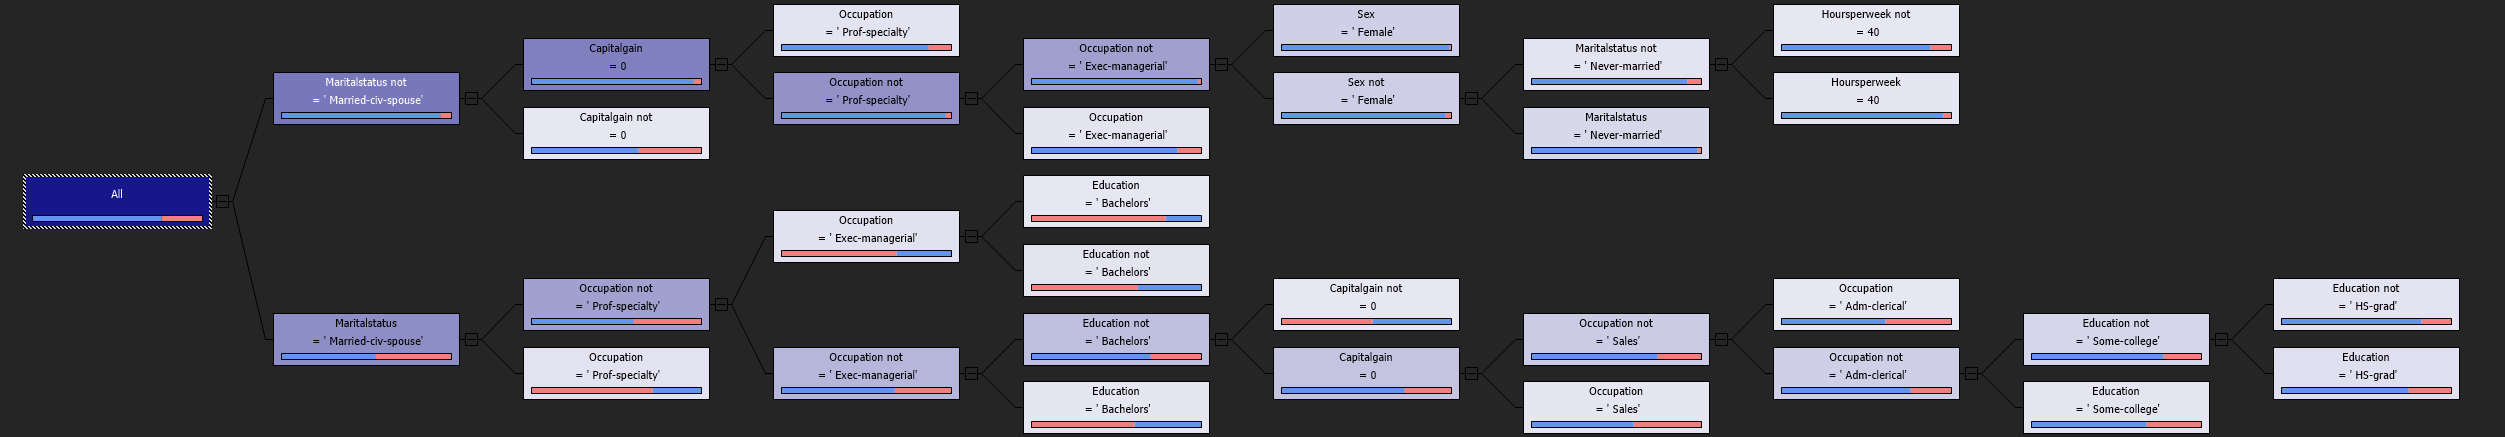 All
Maritalstatus not
= ' Married-civ-spouse'
Capitalgain
= 0
Occupation
= ' Prof-specialty'
Occupation not
= ' Prof-specialty'
Occupation not
= ' Exec-managerial'
Sex
= ' Female'
Sex not
= ' Female'
Maritalstatus not
= ' Never-married'
Hoursperweek not
= 40
Hoursperweek
= 40
Maritalstatus
= ' Never-married'
Occupation
= ' Exec-managerial'
Capitalgain not
= 0
Maritalstatus
= ' Married-civ-spouse'
Occupation not
= ' Prof-specialty'
Occupation
= ' Exec-managerial'
Education
= ' Bachelors'
Education not
= ' Bachelors'
Occupation not
= ' Exec-managerial'
Education not
= ' Bachelors'
Capitalgain not
= 0
Capitalgain
= 0
Occupation not
= ' Sales'
Occupation
= ' Adm-clerical'
Occupation not
= ' Adm-clerical'
Education not
= ' Some-college'
Education not
= ' HS-grad'
Education
= ' HS-grad'
Education
= ' Some-college'
Occupation
= ' Sales'
Education
= ' Bachelors'
Occupation
= ' Prof-specialty'